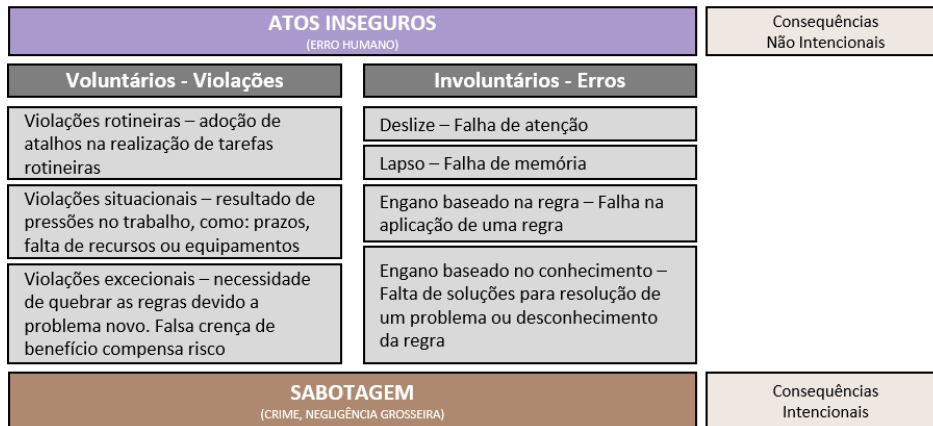 ATOS INSEGUROS
(ERRO HUMANO)
Consequências
Não Intencionais
Voluntários - Violações
Violações rotineiras – adoção de
atalhos na realização de tarefas
rotineiras
Violações situacionais – resultado de
pressões no trabalho, como: prazos,
falta de recursos ou equipamentos
Violações excecionais – necessidade
de quebrar as regras devido a
problema novo. Falsa crença de
benefício compensa risco
Involuntários - Erros
Deslize – Falha de atenção
Lapso – Falha de memória
Engano baseado na regra – Falha na
aplicação de uma regra
Engano baseado no conhecimento –
Falta de soluções para resolução de
um problema ou desconhecimento
da regra
SABOTAGEM
(CRIME, NEGLIGÊNCIA GROSSEIRA)
Consequências
Intencionais